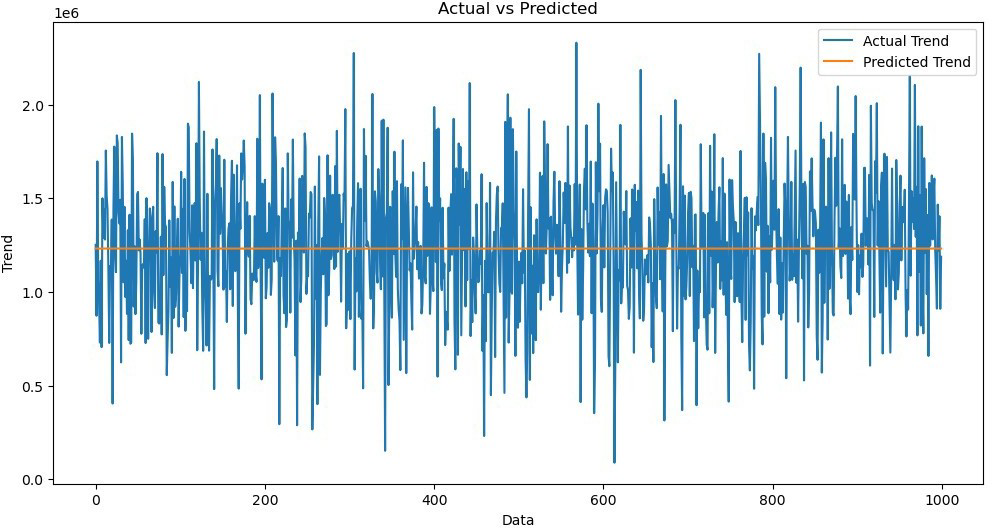 Actual vs Predicted
1e6
Actual Trend
Predicted Trend
2.0
1.5
1.0
0.5
0.0
Trend
0 200 400 600 800 1000
Data